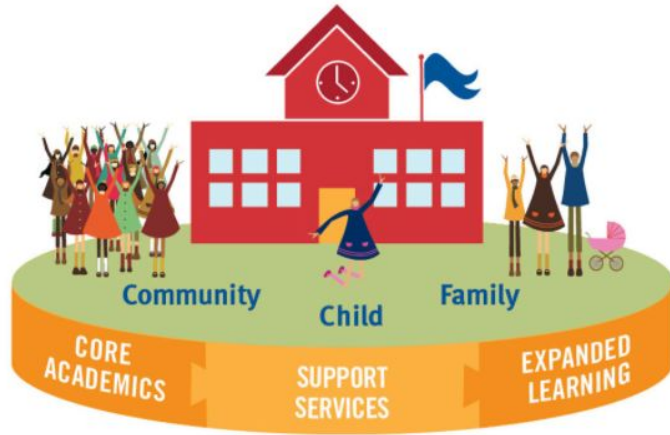 Community
Child
Family
CORE
ACADEMICS
SUPPORT
SERVICES
EXPANDED
LEARNING